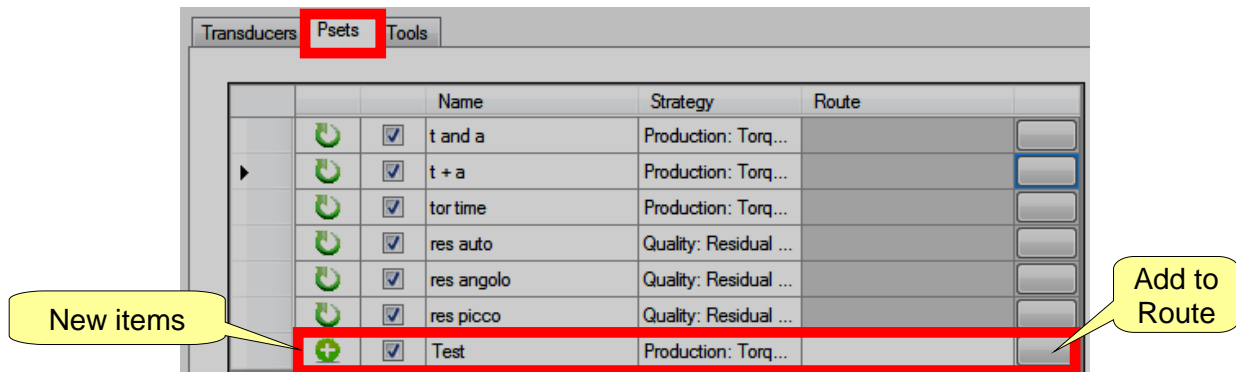 Transducers Psets Tools
Name Strategy Route
t and a Production: Torq...
t + a Production: Torq...
tor time Production: Torq...
res auto Quality: Residual ...
res angolo Quality: Residual ...
res picco Quality: Residual ...
Test Production: Torq...
New items
Add to
Route